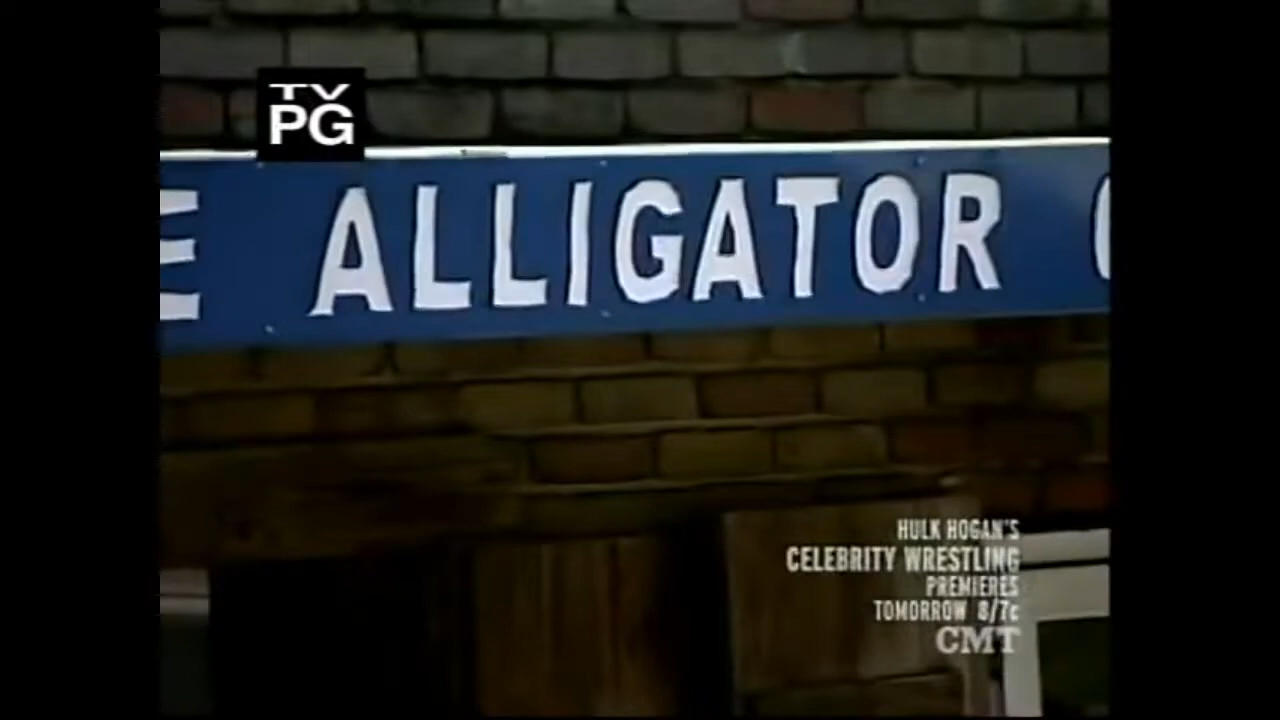 TV
PG
E ALLIGATOR
HULK HOGAN'S
CELEBRITY WRESTLING
PREMIERES
TOMORROW 8/7c
CMT